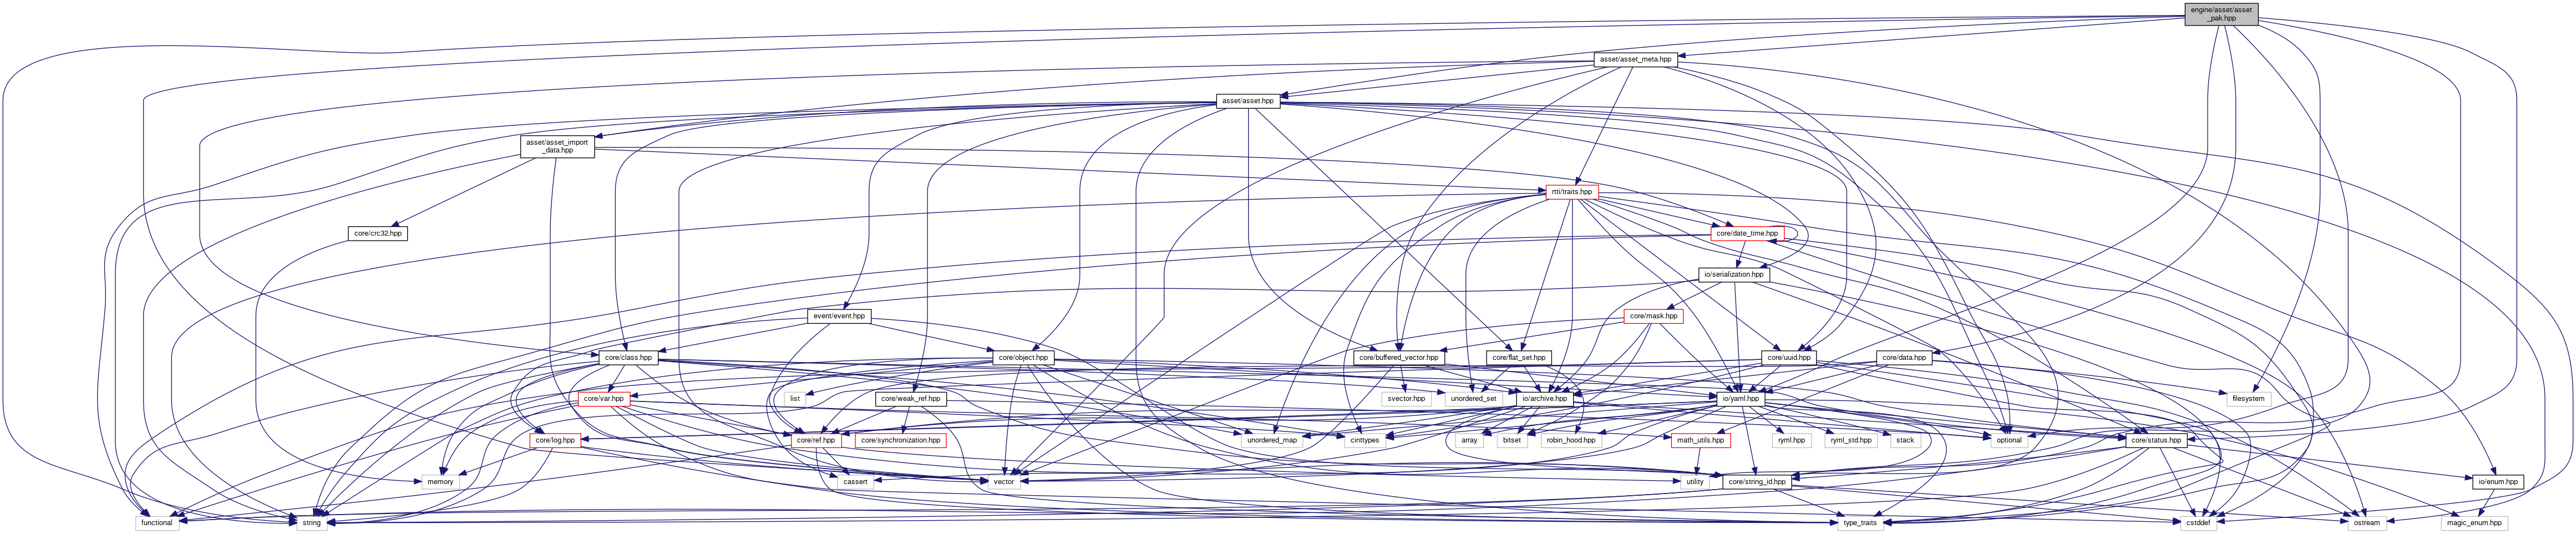 engine/asset/asset
_pak.hpp
asset/asset_meta.hpp
asset/asset.hpp
asset/asset_import
_data.hpp
rtti/traits.hpp
core/crc32.hpp
core/date_time.hpp
io/serialization.hpp
event/event.hpp
core/mask.hpp
core/class.hpp
core/object.hpp
core/buffered_vector.hpp
core/flat_set.hpp
core/uuid.hpp
core/data.hpp
core/var.hpp
list
core/weak_ref.hpp
svector.hpp
unordered_set
io/archive.hpp
io/yaml.hpp
filesystem
core/log.hpp
core/ref.hpp
core/synchronization.hpp
unordered_map
cinttypes
array
bitset
robin_hood.hpp
math_utils.hpp
ryml.hpp
ryml_std.hpp
stack
optional
core/status.hpp
memory
cassert
vector
utility
core/string_id.hpp
io/enum.hpp
functional
string
type_traits
cstddef
ostream
magic_enum.hpp